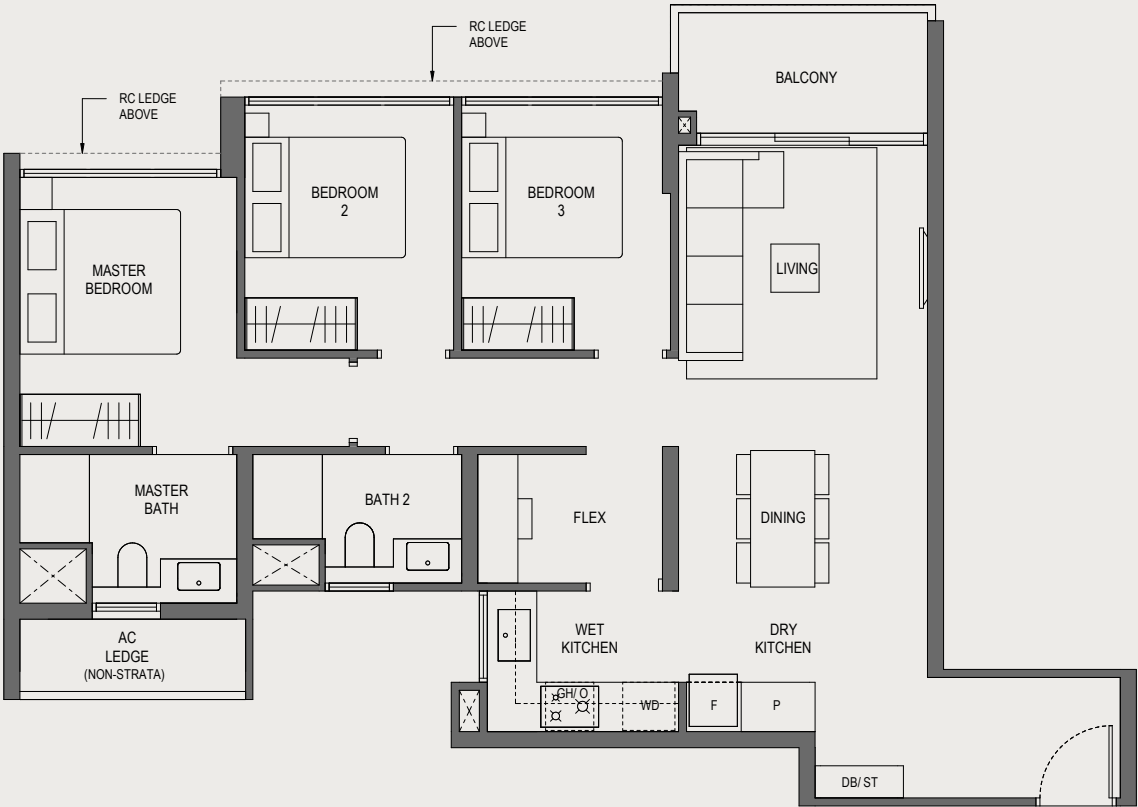 RC LEDGE
ABOVE
BALCONY
RC LEDGE
ABOVE
BEDROOM
2
BEDROOM
3
MASTER
BEDROOM
LIVING
MASTER
BATH
BATH 2
FLEX
DINING
WET
KITCHEN
DRY
KITCHEN
AC
LEDGE
(NON-STRATA)
GH/ O
WD
F
P
DB/ ST